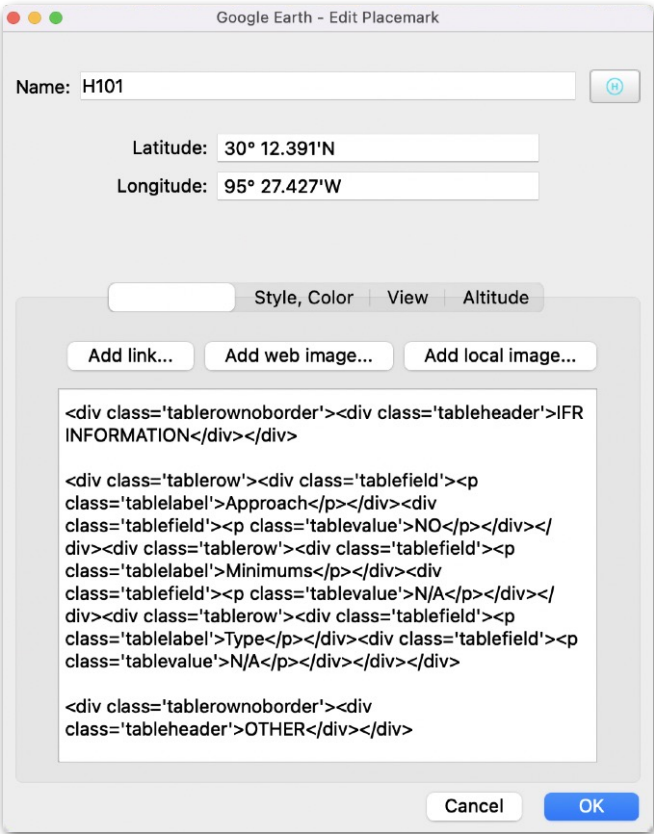 Google Earth - Edit Placemark
Name: H101
H
Latitude: 30° 12.391'N
Longitude: 95° 27.427'W
Style, Color View Altitude
Add link... Add web image... Add local image...
<div class='tablerownoborder'><div class='tableheader'>IFR
INFORMATION</div></div>
<div class='tablerow'><div class='tablefield'><p
class='tablelabel'>Approach</p></div><div
class='tablefield'><p class='tablevalue'>NO</p></div></
div><div class='tablerow'><div class='tablefield'><p
class='tablelabel'>Minimums</p></div><div
class='tablefield'><p class='tablevalue'>N/A</p></div></
div><div class='tablerow'><div class='tablefield'><p
class='tablelabel'>Type</p></div><div class='tablefield'><p
class='tablevalue'>N/A</p></div></div></div>
<div class='tablerownoborder'><div
class='tableheader'>OTHER</div></div>
Cancel OK